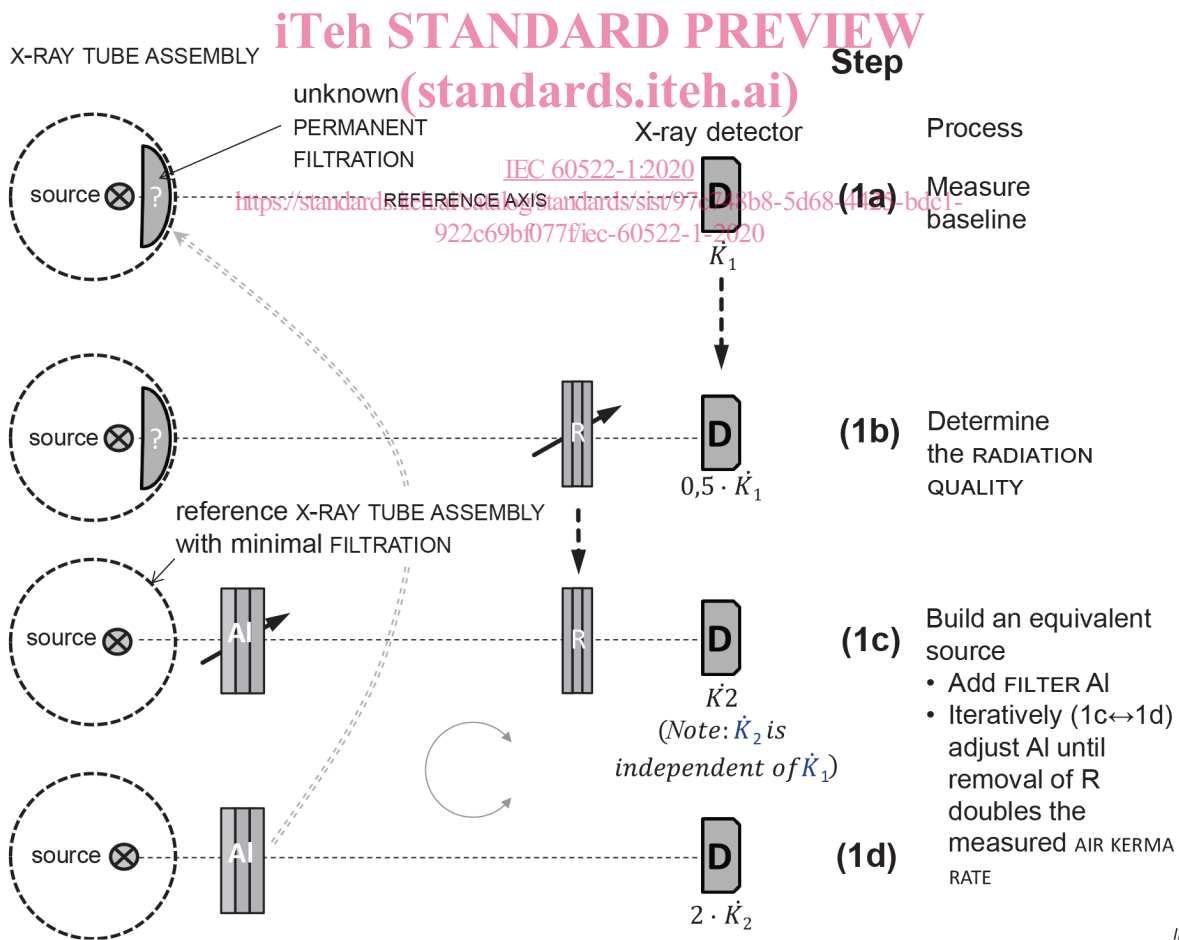 iTeh STANDARD PREVIEW
(standards.iteh.ai)
X-RAY TUBE ASSEMBLY
Step
unknown
PERMANENT
FILTRATION
X-ray detector
Process
IEC 60522-1:2020
source
?
REFERENCE AXIS
D
(1a)
Measure
baseline
922c69bf077f/iec-60522-1-2020
K̇₁
source
?
R
D
(1b)
Determine
the RADIATION
QUALITY
0,5 · K̇₁
reference X-RAY TUBE ASSEMBLY
with minimal FILTRATION
source
Al
R
D
(1c)
Build an equivalent
source
• Add FILTER Al
• Iteratively (1c↔1d)
adjust Al until
removal of R
doubles the
measured AIR KERMA
RATE
K̇2
(Note: K̇₂ is
independent of K̇₁)
source
Al
D
(1d)
2 · K̇₂